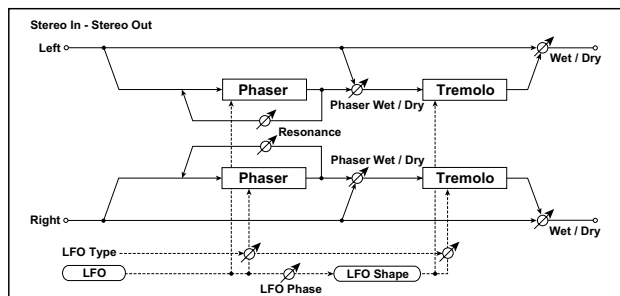 Stereo In - Stereo Out
Left
Wet / Dry
Phaser
Phaser Wet / Dry
Tremolo
Resonance
Phaser Wet / Dry
Phaser
Tremolo
Right
Wet / Dry
LFO Type
LFO
LFO Phase
LFO Shape